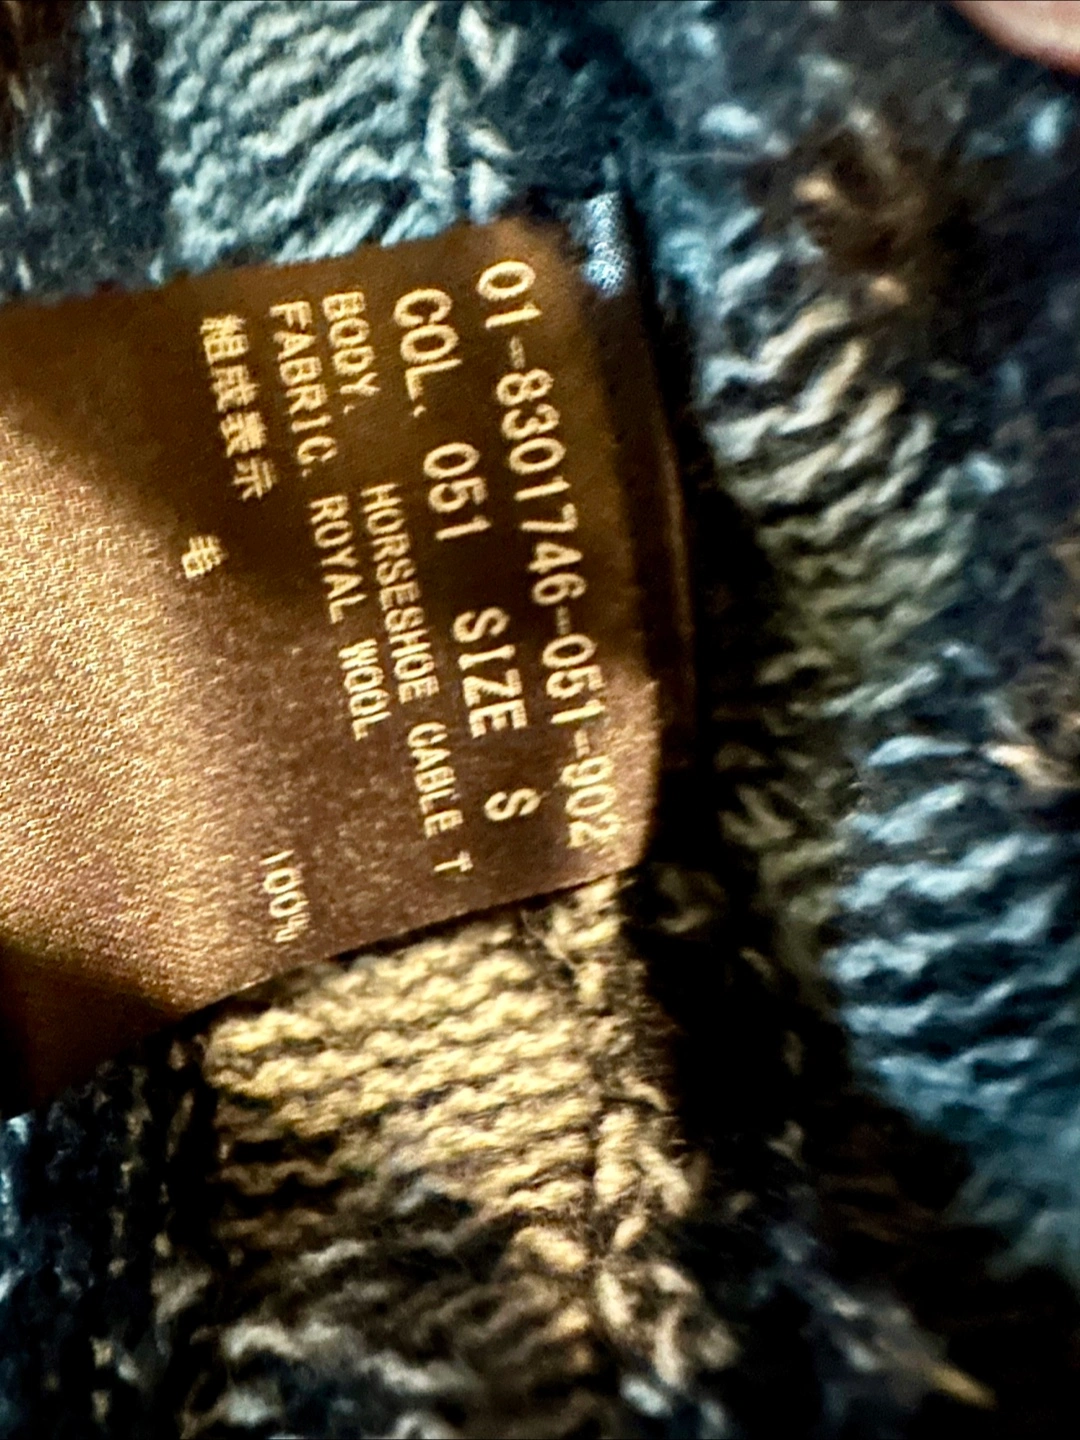 01-8301746-051-902
COL. 051 SIZE S
BODY. HORSESHOE CABLE T
FABRIC. ROYAL WOOL
組成表示
毛 100%